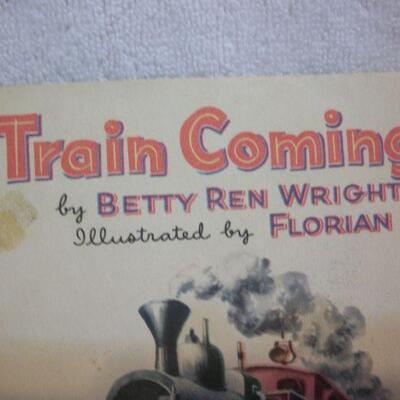 Train Coming
by BETTY REN WRIGHT
Illustrated by FLORIAN